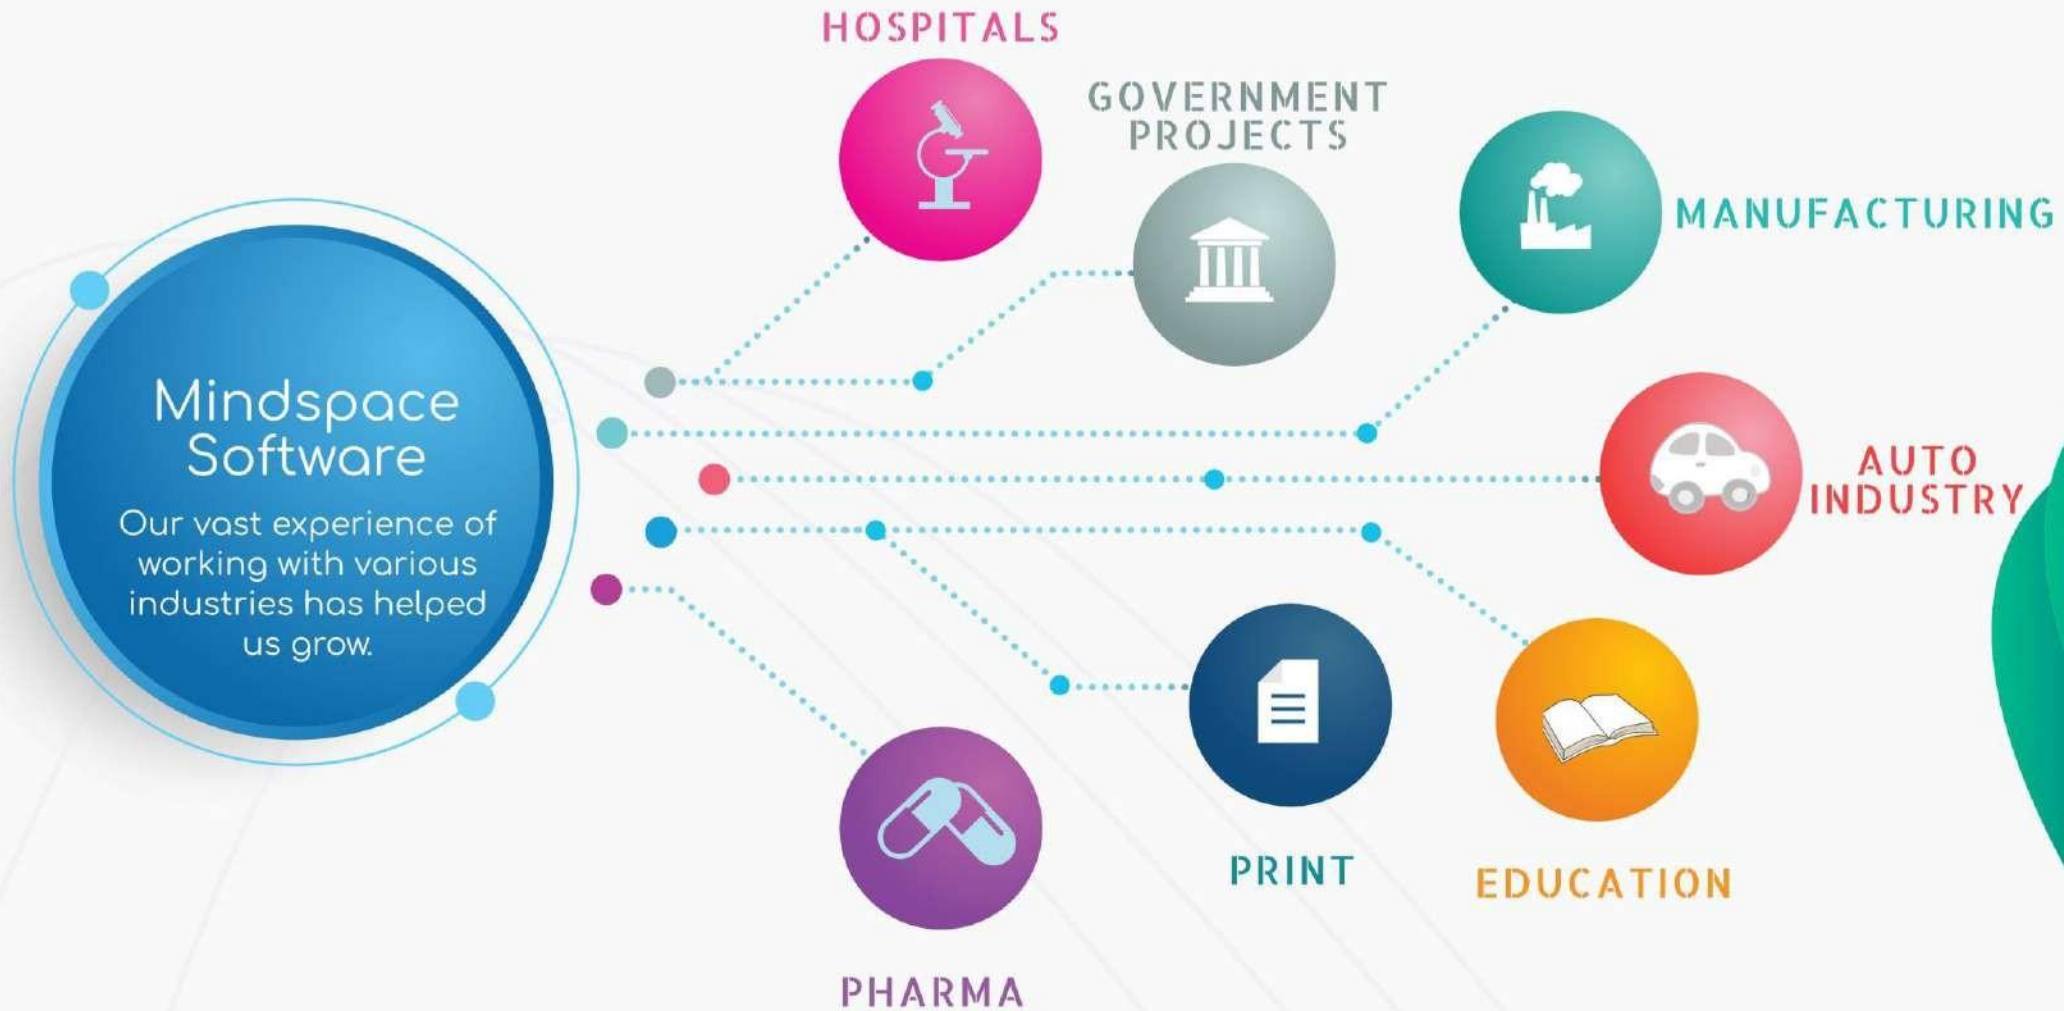 HOSPITALS
GOVERNMENT
PROJECTS
MANUFACTURING
Mindspace
Software
Our vast experience of
working with various
industries has helped
us grow.
AUTO
INDUSTRY
PRINT
EDUCATION
PHARMA